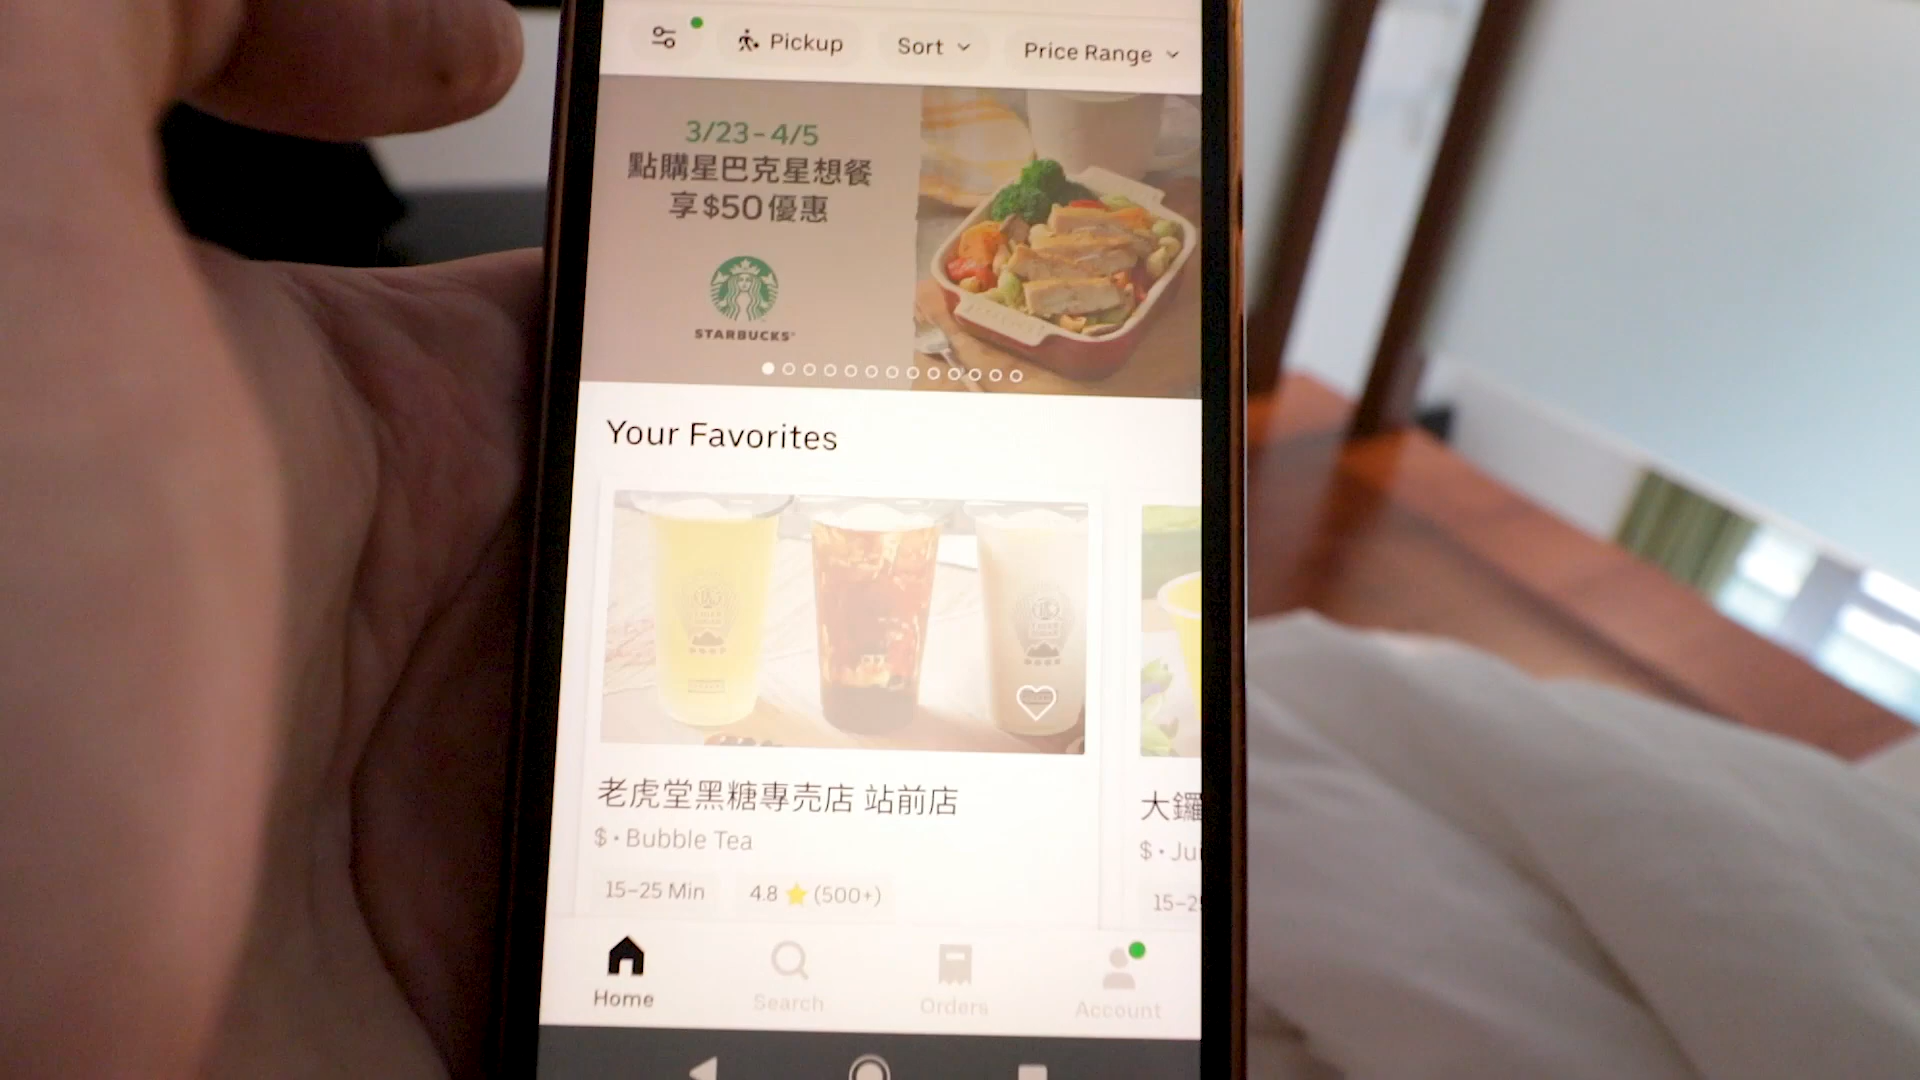 Pickup
Sort
Price Range
3/23-4/5
點購星巴克星想餐
享$50優惠
STARBUCKS
Your Favorites
老虎堂黑糖專売店 站前店
$ • Bubble Tea
15–25 Min
4.8 (500+)
大鑼
$ • Ju
15–2
Home
Search
Orders
Account